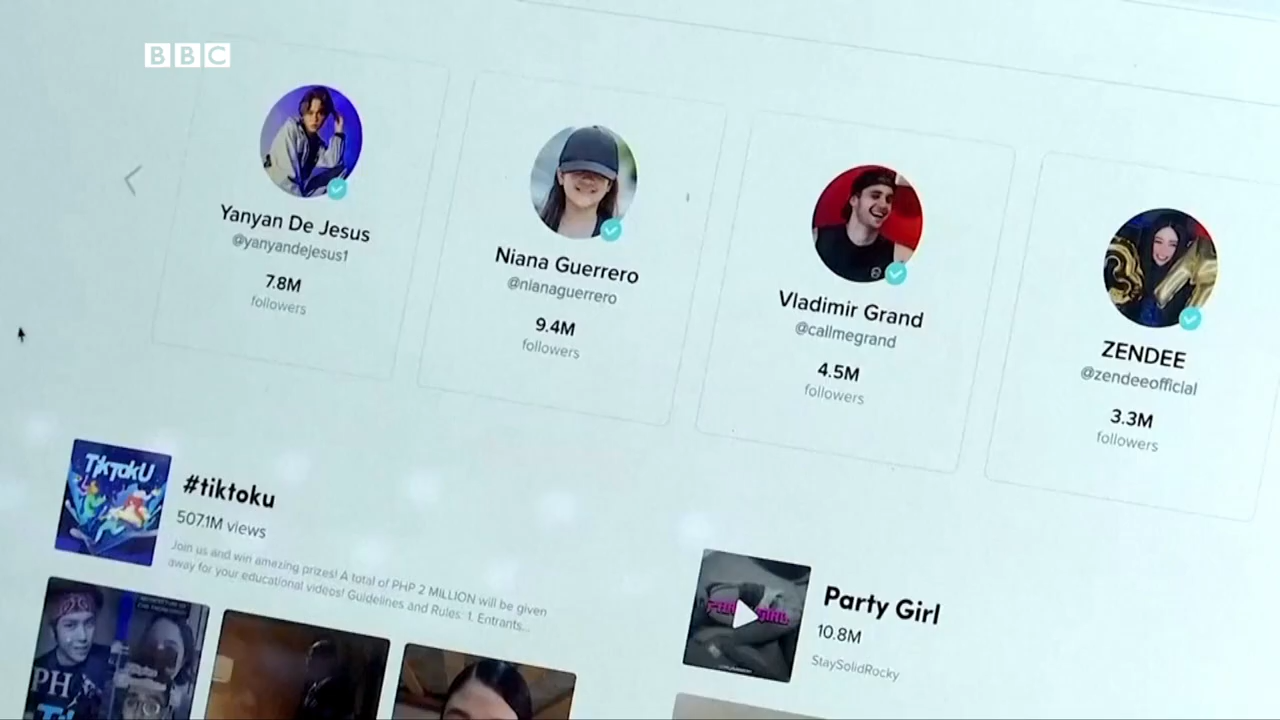 BBC
Yanyan De Jesus
@yanyandejesus1
7.8M
followers
Niana Guerrero
@nianaguerrero
9.4M
followers
Vladimir Grand
@callmegrand
4.5M
followers
ZENDEE
@zendeeofficial
3.3M
followers
TikTokU
#tiktoku
507.1M views
Join us and win amazing prizes! A total of PHP 2 MILLION will be given
away for your educational videos! Guidelines and Rules: 1. Entrants...
PH
Party Girl
10.8M
StaySolidRocky